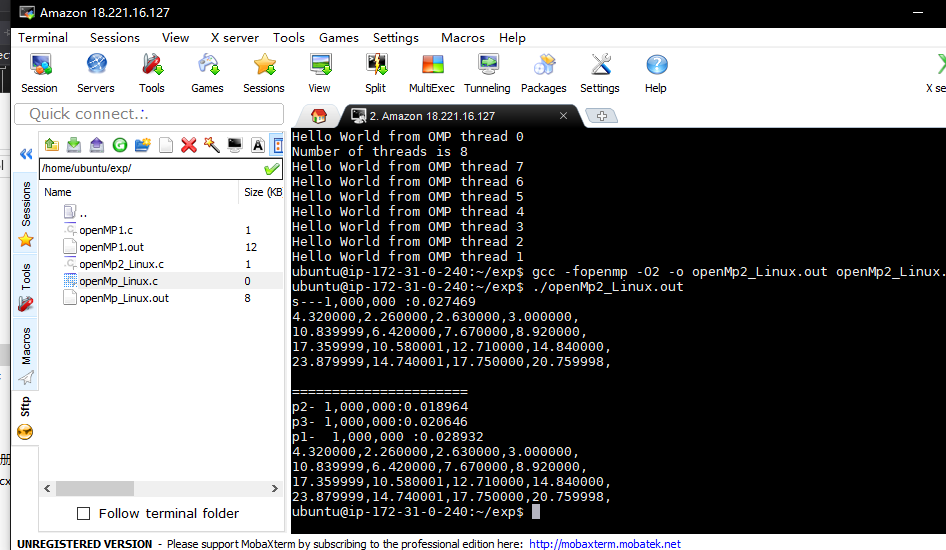 Amazon 18.221.16.127
Terminal Sessions View X server Tools Games Settings Macros Help
Session Servers Tools Games Sessions View Split MultiExec Tunneling Packages Settings Help X se
Quick connect...
2. Amazon 18.221.16.127
/home/ubuntu/exp/
Name Size (KB
..
openMP1.c 1
openMP1.out 12
openMp2_Linux.c 1
openMp_Linux.c 0
openMp_Linux.out 8
Sessions
Tools
Macros
Sftp
Follow terminal folder
Hello World from OMP thread 0
Number of threads is 8
Hello World from OMP thread 7
Hello World from OMP thread 6
Hello World from OMP thread 5
Hello World from OMP thread 4
Hello World from OMP thread 3
Hello World from OMP thread 2
Hello World from OMP thread 1
ubuntu@ip-172-31-0-240:~/exp$ gcc -fopenmp -O2 -o openMp2_Linux.out openMp2_Linux.
ubuntu@ip-172-31-0-240:~/exp$ ./openMp2_Linux.out
s---1,000,000 :0.027469
4.320000,2.260000,2.630000,3.000000,
10.839999,6.420000,7.670000,8.920000,
17.359999,10.580001,12.710000,14.840000,
23.879999,14.740001,17.750000,20.759998,
======================
p2- 1,000,000:0.018964
p3- 1,000,000:0.020646
p1-  1,000,000 :0.028932
4.320000,2.260000,2.630000,3.000000,
10.839999,6.420000,7.670000,8.920000,
17.359999,10.580001,12.710000,14.840000,
23.879999,14.740001,17.750000,20.759998,
ubuntu@ip-172-31-0-240:~/exp$
UNREGISTERED VERSION - Please support MobaXterm by subscribing to the professional edition here: http://mobaxterm.mobatek.net